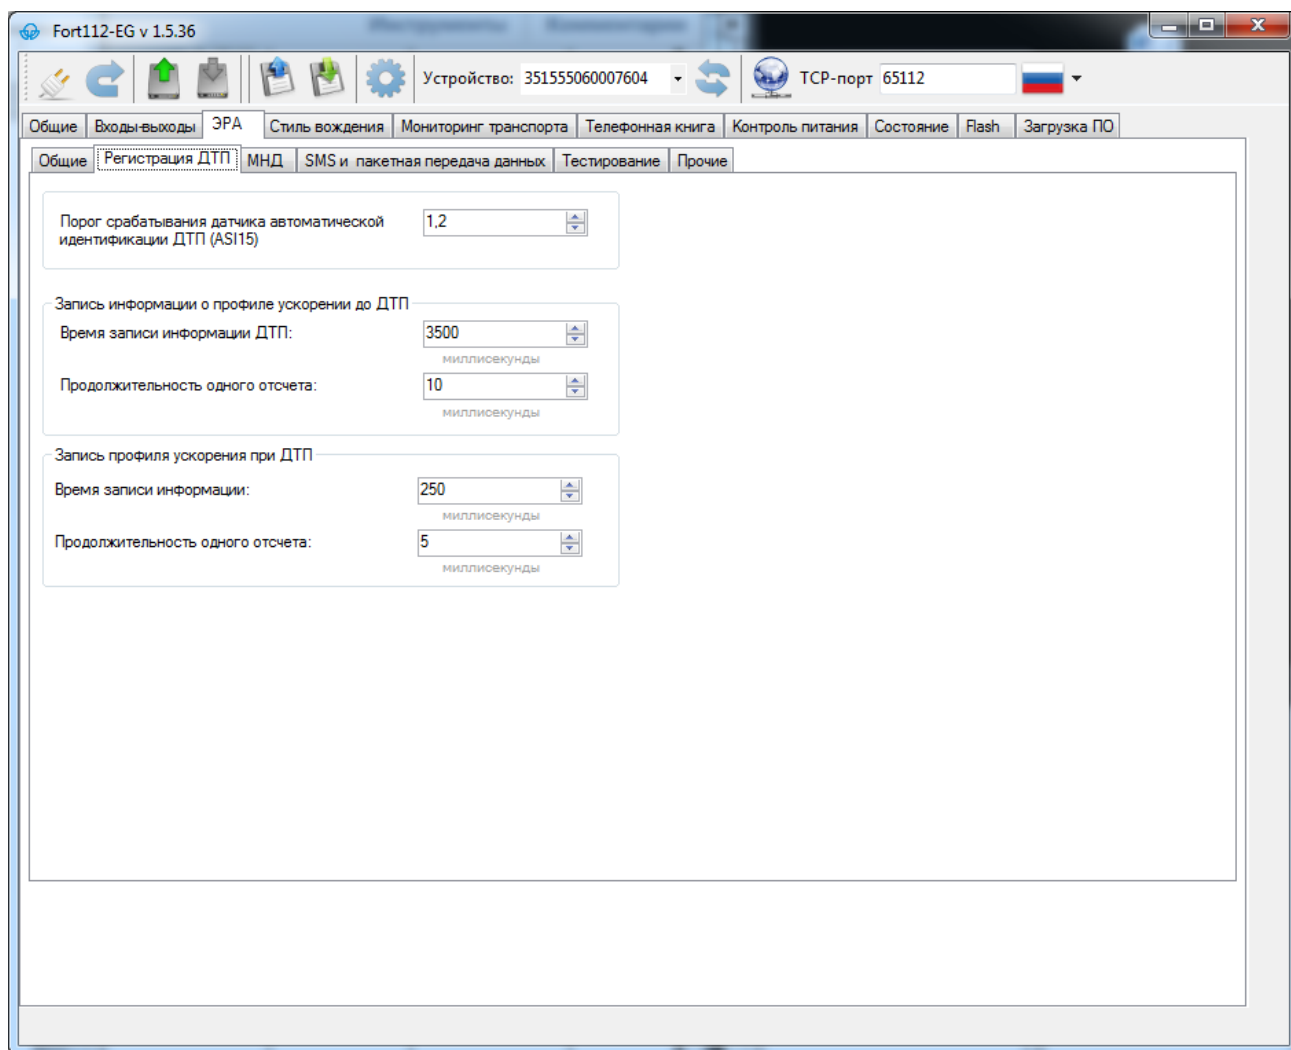 Fort112-EG v 1.5.36
Инструменты Комментарии
Устройство: 351555060007604 TCP-порт 65112
Общие Входы-выходы ЭРА Стиль вождения Мониторинг транспорта Телефонная книга Контроль питания Состояние Flash Загрузка ПО
Общие Регистрация ДТП МНД SMS и пакетная передача данных Тестирование Прочие
Порог срабатывания датчика автоматической 1,2
идентификации ДТП (ASI15)
Запись информации о профиле ускорении до ДТП
Время записи информации ДТП: 3500
миллисекунды
Продолжительность одного отсчета: 10
миллисекунды
Запись профиля ускорения при ДТП
Время записи информации: 250
миллисекунды
Продолжительность одного отсчета: 5
миллисекунды